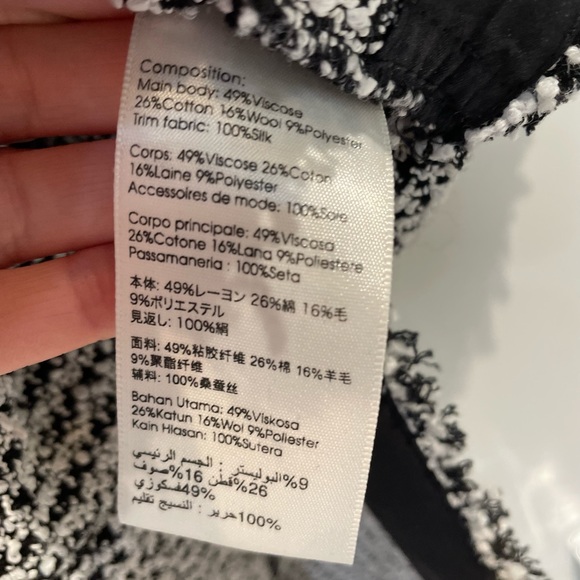 Composition:
Main body: 49%Viscose
26%Cotton 16%Wool 9%Polyester
Trim fabric: 100%Silk
Corps: 49%Viscose 26%Coton
16%Laine 9%Polyester
Accessoires de mode: 100%Soie
Corpo principale: 49%Viscosa
26%Cotone 16%Lana 9%Poliestere
Passamaneria : 100%Seta
本体: 49%レーヨン 26%綿 16%毛
9%ポリエステル
見返し: 100%絹
面料: 49%粘胶纤维 26%棉 16%羊毛
9%聚酯纤维
辅料: 100%桑蚕丝
Bahan Utama: 49%Viskosa
26%Katun 16%Wol 9%Poliester
Kain Hiasan: 100%Sutera
9%البوليستر : الجسم الرئيسي
26%قطن 16%صوف
49%فسكوزي
100%حرير : النسيج تقليم